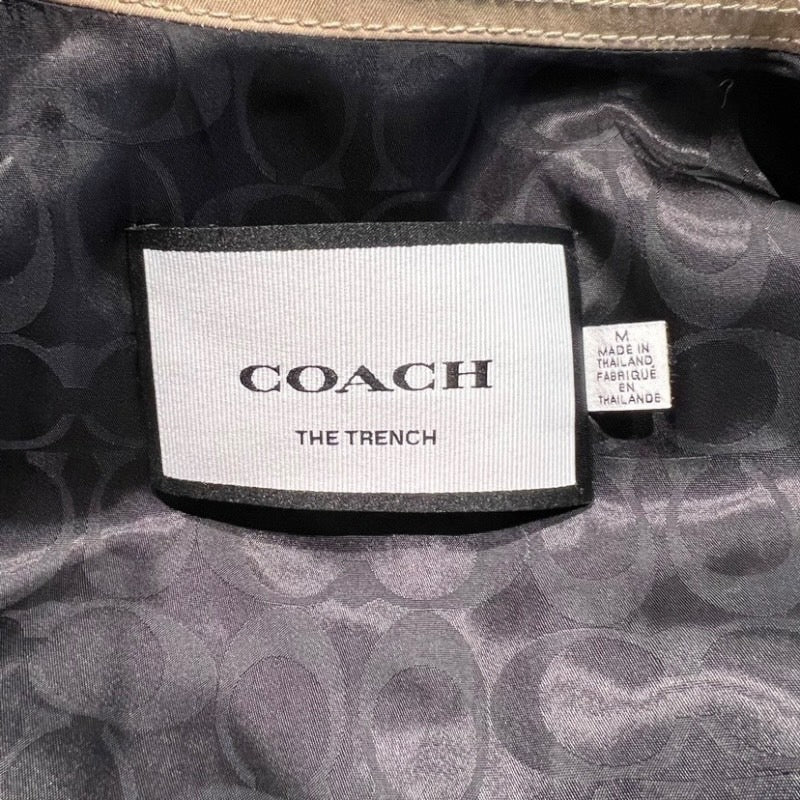 COACH
THE TRENCH
M
MADE IN
THAILAND
FABRIQUÉ
EN
THAILANDE